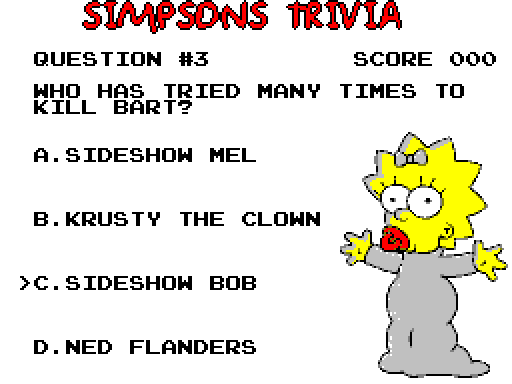 SIMPSONS TRIVIA
QUESTION #3 SCORE 000
WHO HAS TRIED MANY TIMES TO
KILL BART?
A.SIDESHOW MEL
B.KRUSTY THE CLOWN
>C.SIDESHOW BOB
D.NED FLANDERS